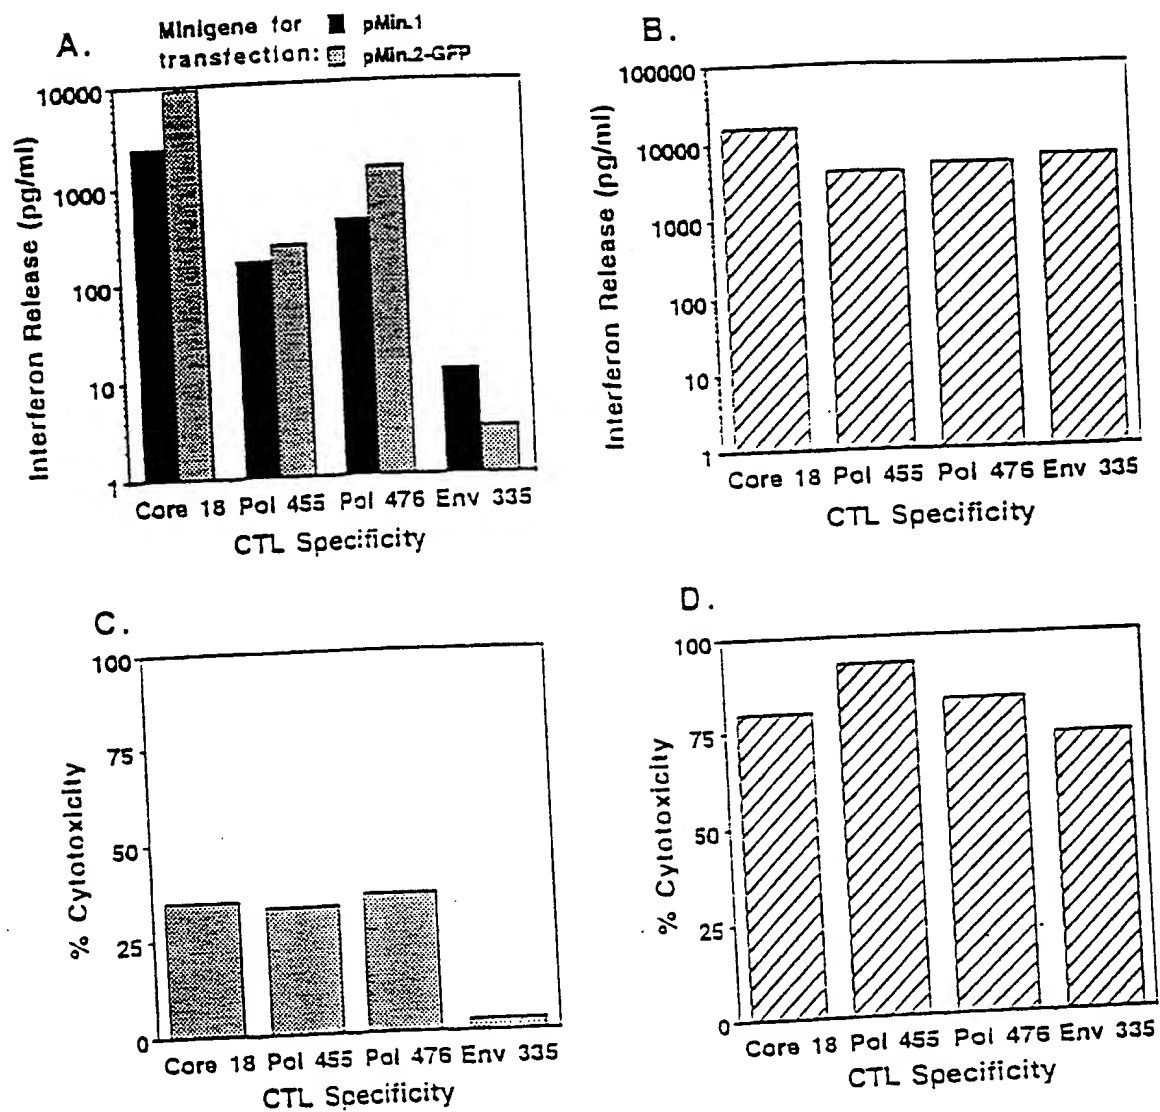 A.
Minigene for transfection:
pMin.1
pMin.2-GFP
Interferon Release (pg/ml)
10000
1000
100
10
1
Core 18 Pol 455 Pol 476 Env 335
CTL Specificity
B.
Interferon Release (pg/ml)
100000
10000
1000
100
10
1
Core 18 Pol 455 Pol 476 Env 335
CTL Specificity
C.
% Cytotoxicity
100
75
50
25
0
Core 18 Pol 455 Pol 476 Env 335
CTL Specificity
D.
% Cytotoxicity
100
75
50
25
0
Core 18 Pol 455 Pol 476 Env 335
CTL Specificity